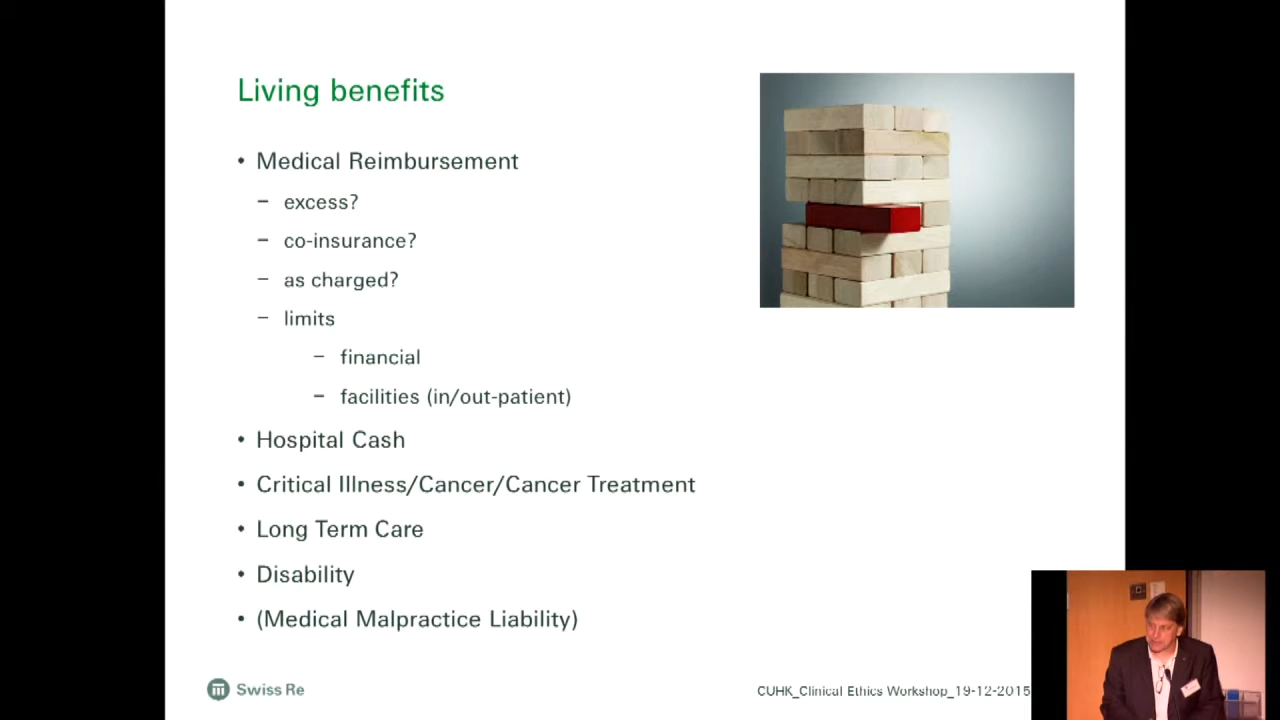 Living benefits
• Medical Reimbursement
– excess?
– co-insurance?
– as charged?
– limits
– financial
– facilities (in/out-patient)
• Hospital Cash
• Critical Illness/Cancer/Cancer Treatment
• Long Term Care
• Disability
• (Medical Malpractice Liability)
Swiss Re
CUHK_Clinical Ethics Workshop_19-12-2015